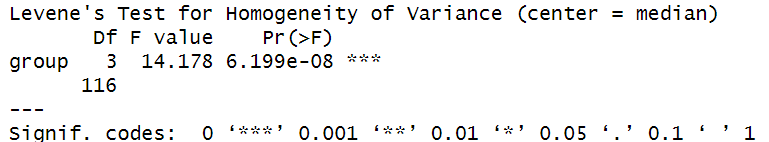 Levene's Test for Homogeneity of Variance (center = median)
       Df F value    Pr(>F)
group   3  14.178 6.199e-08 ***
      116
---
Signif. codes:  0 ‘***’ 0.001 ‘**’ 0.01 ‘*’ 0.05 ‘.’ 0.1 ‘ ’ 1